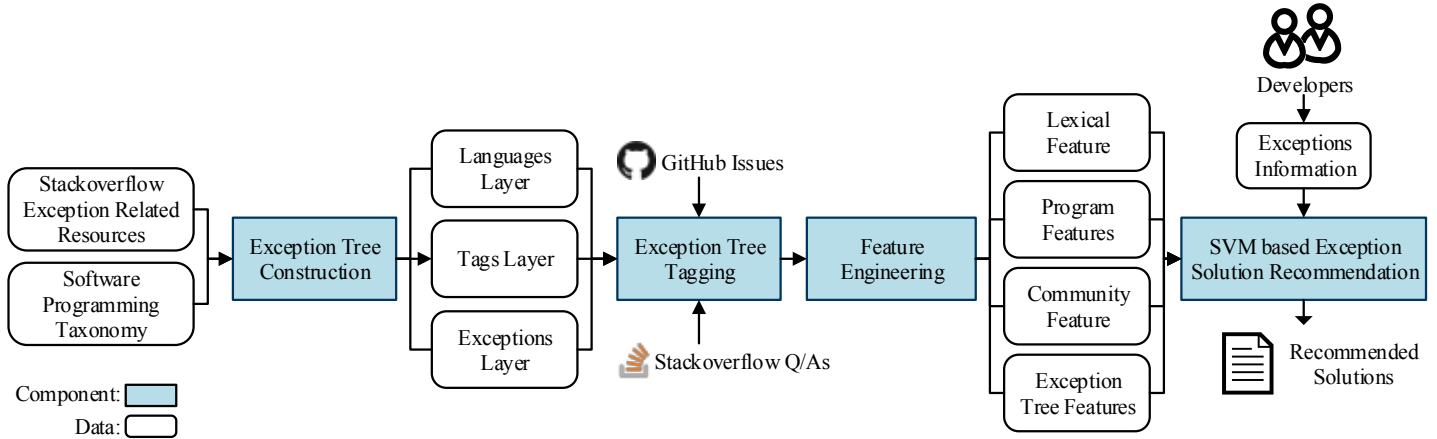 Stackoverflow
Exception Related
Resources
Software
Programming
Taxonomy
Component:
Data:
Exception Tree
Construction
Languages
Layer
Tags Layer
Exceptions
Layer
GitHub Issues
Exception Tree
Tagging
Stackoverflow Q/As
Feature
Engineering
Lexical
Feature
Program
Features
Community
Feature
Exception
Tree Features
Developers
Exceptions
Information
SVM based Exception
Solution Recommendation
Recommended
Solutions